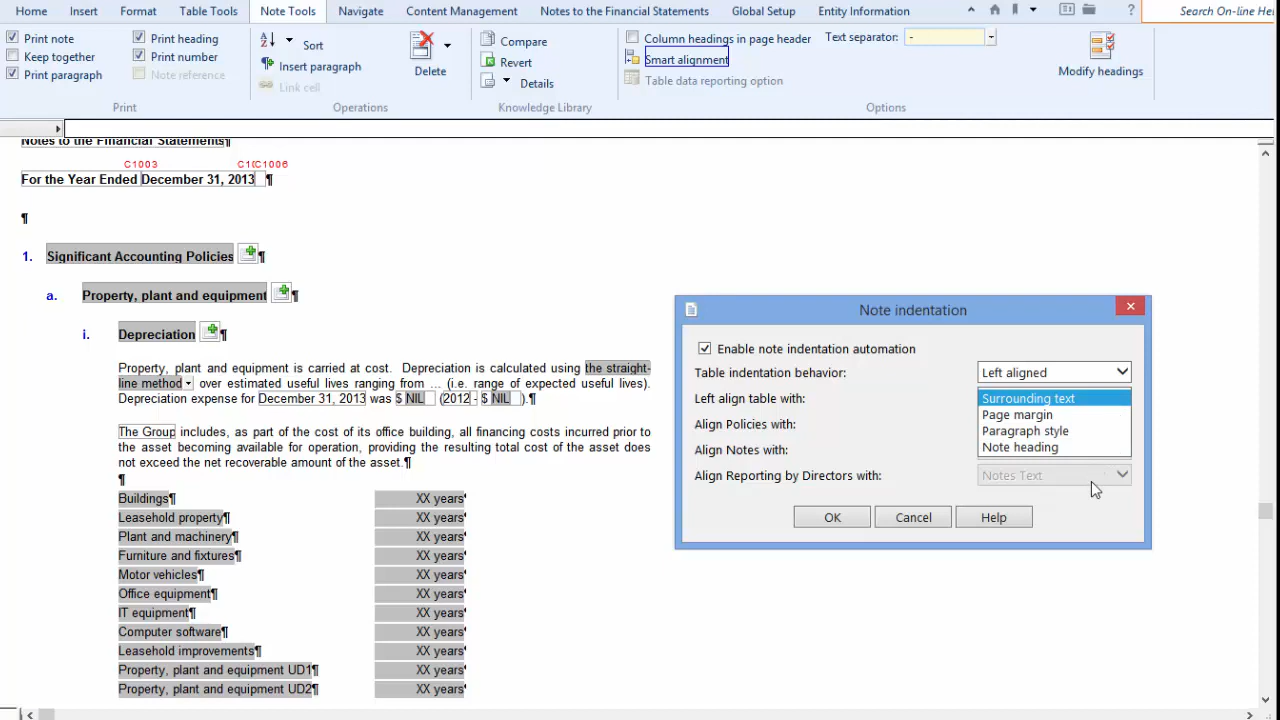 Home Insert Format Table Tools Note Tools Navigate Content Management Notes to the Financial Statements Global Setup Entity Information ? Search On-line
Print note Print heading Sort Delete Compare Column headings in page header Text separator: - Modify headings
Keep together Print number Insert paragraph Revert Smart alignment
Print paragraph Note reference Link cell Details Table data reporting option
Print Operations Knowledge Library Options
Notes to the Financial Statements¶
C1003 C1 C1006
For the Year Ended December 31, 2013 ¶
¶
1. Significant Accounting Policies ¶
a. Property, plant and equipment ¶
i. Depreciation ¶
Property, plant and equipment is carried at cost. Depreciation is calculated using the straight-
line method over estimated useful lives ranging from ... (i.e. range of expected useful lives).
Depreciation expense for December 31, 2013 was $ NIL (2012 - $ NIL ).¶
The Group includes, as part of the cost of its office building, all financing costs incurred prior to
the asset becoming available for operation, providing the resulting total cost of the asset does
not exceed the net recoverable amount of the asset.¶
¶
Buildings¶ XX years
Leasehold property¶ XX years
Plant and machinery¶ XX years
Furniture and fixtures¶ XX years
Motor vehicles¶ XX years
Office equipment¶ XX years
IT equipment¶ XX years
Computer software¶ XX years
Leasehold improvements¶ XX years
Property, plant and equipment UD1¶ XX years
Property, plant and equipment UD2¶ XX years
Note indentation
Enable note indentation automation
Table indentation behavior: Left aligned
Left align table with: Surrounding text
Page margin
Align Policies with: Paragraph style
Align Notes with: Note heading
Align Reporting by Directors with: Notes Text
OK Cancel Help